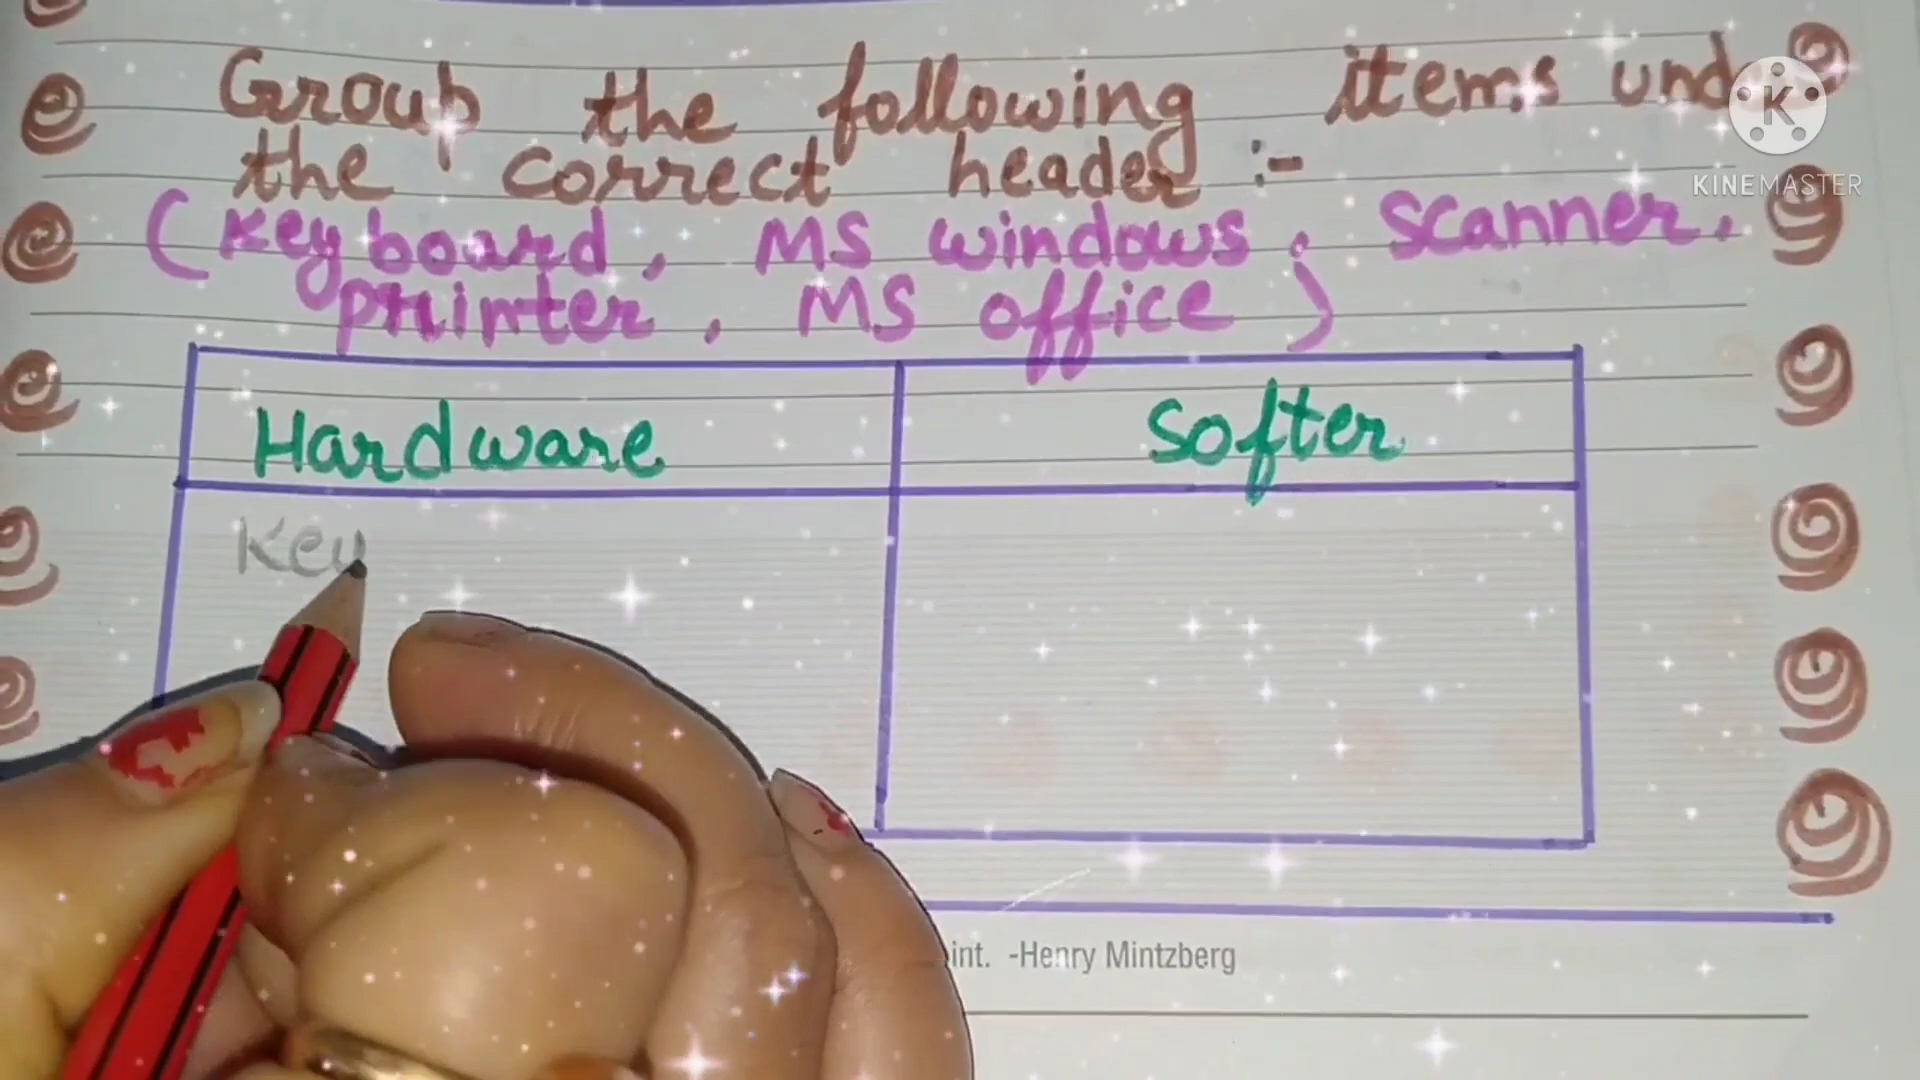 Group the following items und
the correct header :-
(Keyboard, MS windows, scanner,
printer, MS office)
Hardware Softer
Key
int. -Henry Mintzberg
K
KINEMASTER